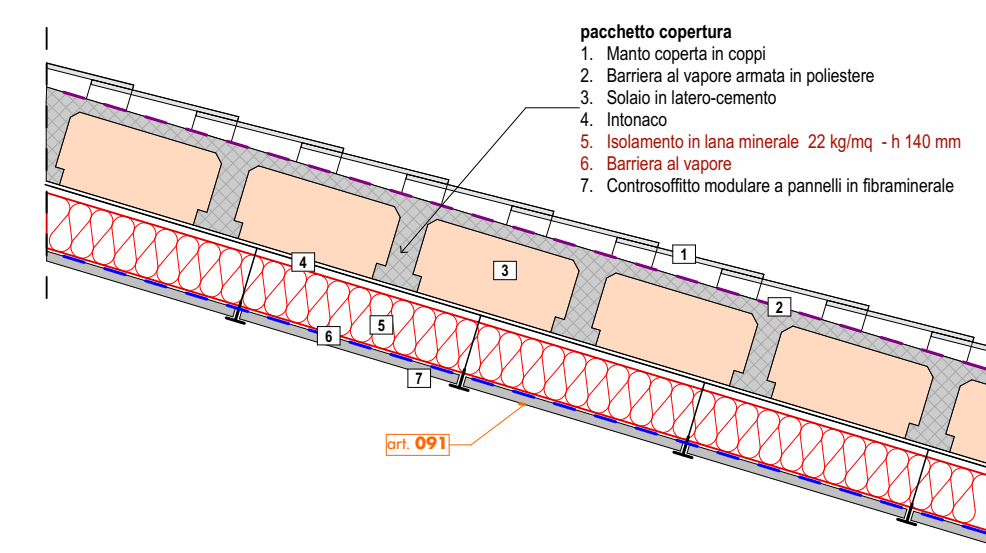 pacchetto copertura
1. Manto coperta in coppi
2. Barriera al vapore armata in poliestere
3. Solaio in latero-cemento
4. Intonaco
5. Isolamento in lana minerale 22 kg/mq - h 140 mm
6. Barriera al vapore
7. Controsoffitto modulare a pannelli in fibraminerale
1
4
3
2
5
6
7
art. 091